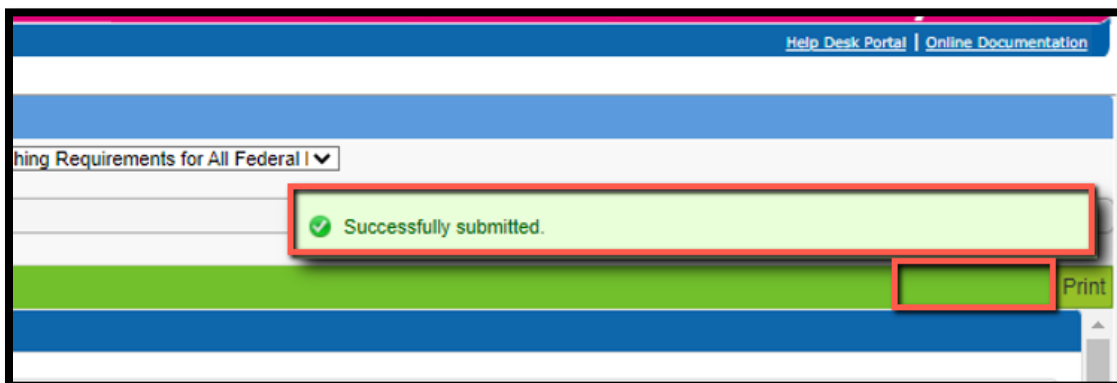 Help Desk Portal | Online Documentation
hing Requirements for All Federal
Successfully submitted.
Print